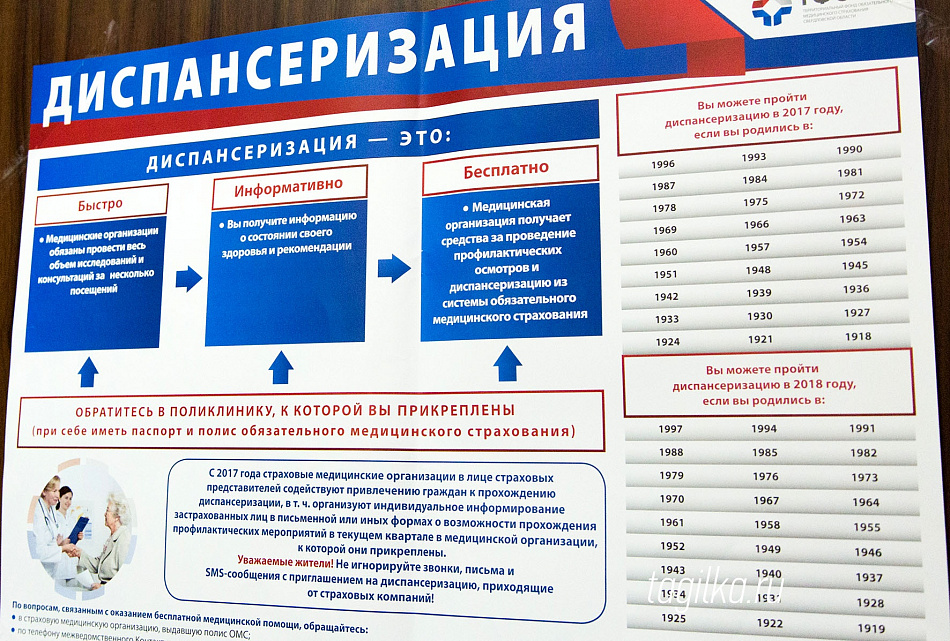 ТЕРРИТОРИАЛЬНЫЙ ФОНД ОБЯЗАТЕЛЬНОГО
МЕДИЦИНСКОГО СТРАХОВАНИЯ
СВЕРДЛОВСКОЙ ОБЛАСТИ
ДИСПАНСЕРИЗАЦИЯ
ДИСПАНСЕРИЗАЦИЯ — ЭТО:
Быстро
• Медицинские организации
обязаны провести весь
объем исследований и
консультаций за несколько
посещений
Информативно
• Вы получите информацию
о состоянии своего
здоровья и рекомендации
Бесплатно
• Медицинская
организация получает
средства за проведение
профилактических
осмотров и
диспансеризацию из
системы обязательного
медицинского страхования
ОБРАТИТЕСЬ В ПОЛИКЛИНИКУ, К КОТОРОЙ ВЫ ПРИКРЕПЛЕНЫ
(при себе иметь паспорт и полис обязательного медицинского страхования)
С 2017 года страховые медицинские организации в лице страховых
представителей содействуют привлечению граждан к прохождению
диспансеризации, в т. ч. организуют индивидуальное информирование
застрахованных лиц в письменной или иных формах о возможности прохождения
профилактических мероприятий в текущем квартале в медицинской организации,
к которой они прикреплены.
Уважаемые жители! Не игнорируйте звонки, письма и
SMS-сообщения с приглашением на диспансеризацию, приходящие
от страховых компаний!
По вопросам, связанным с оказанием бесплатной медицинской помощи, обращайтесь:
• в страховую медицинскую организацию, выдавшую полис ОМС;
• по телефону межведомственного
Вы можете пройти
диспансеризацию в 2017 году,
если вы родились в:
1996 1993 1990
1987 1984 1981
1978 1975 1972
1969 1966 1963
1960 1957 1954
1951 1948 1945
1942 1939 1936
1933 1930 1927
1924 1921 1918
Вы можете пройти
диспансеризацию в 2018 году,
если вы родились в:
1997 1994 1991
1988 1985 1982
1979 1976 1973
1970 1967 1964
1961 1958 1955
1952 1949 1946
1943 1940 1937
1934 1931 1928
1925 1922 1919
tagilka.ru